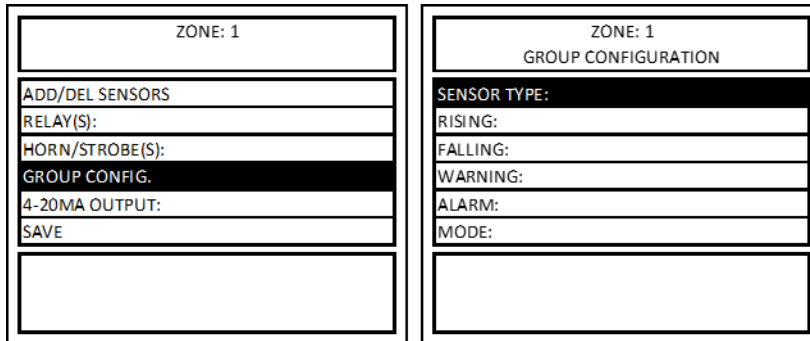 ZONE: 1
ADD/DEL SENSORS
RELAY(S):
HORN/STROBE(S):
GROUP CONFIG.
4-20MA OUTPUT:
SAVE
ZONE: 1
GROUP CONFIGURATION
SENSOR TYPE:
RISING:
FALLING:
WARNING:
ALARM:
MODE: